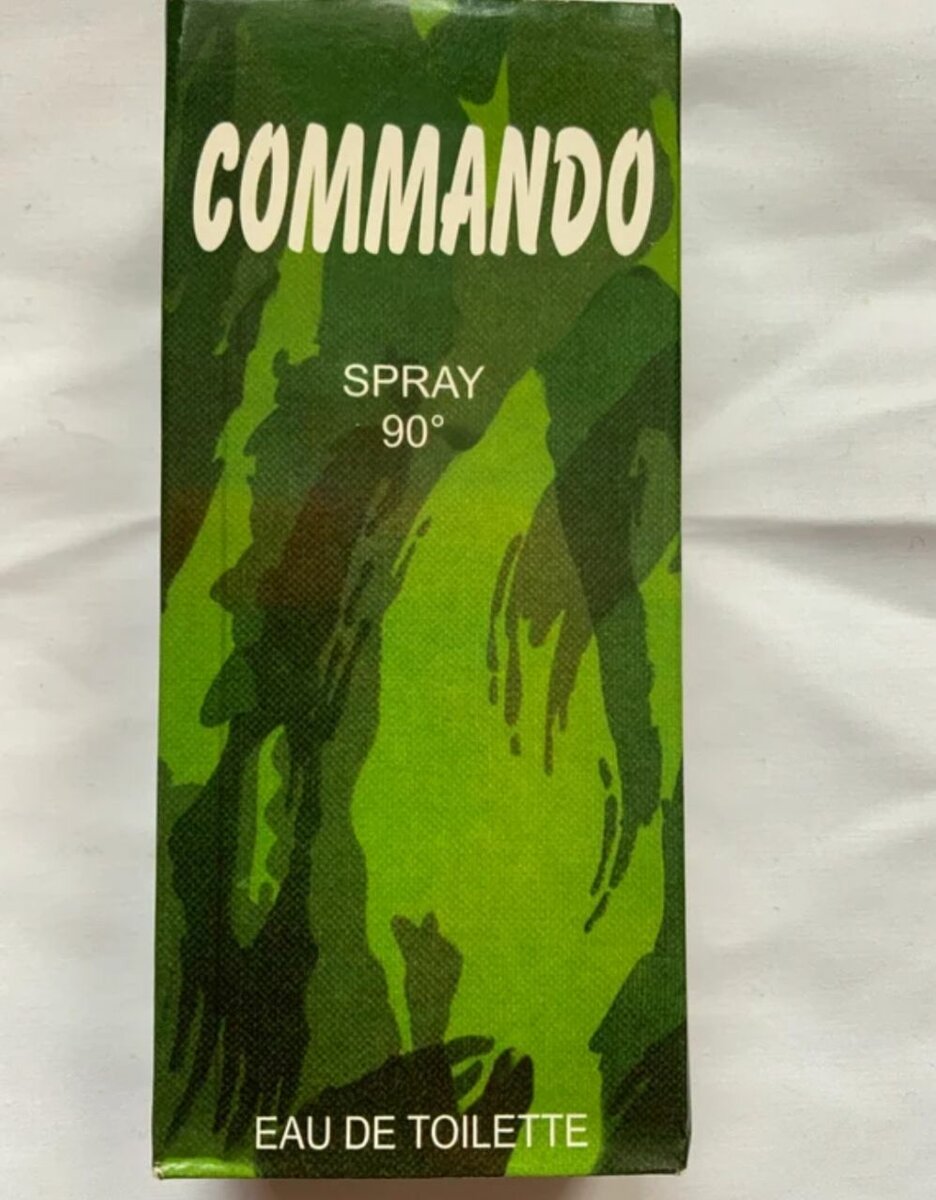 COMMANDO
SPRAY
90°
EAU DE TOILETTE